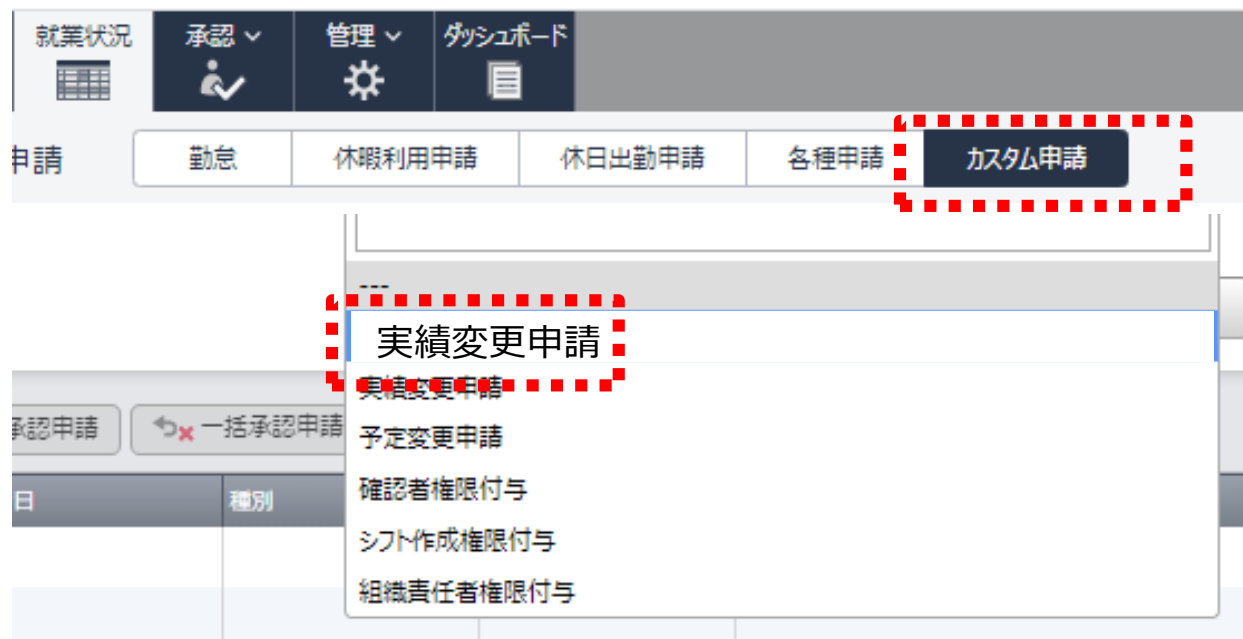 就業状況 承認 管理 ダッシュボード
申請 勤怠 休暇利用申請 休日出勤申請 各種申請 カスタム申請
---
実績変更申請
実績変更申請
承認申請 一括承認申請 予定変更申請
日 種別 確認者権限付与
シフト作成権限付与
組織責任者権限付与